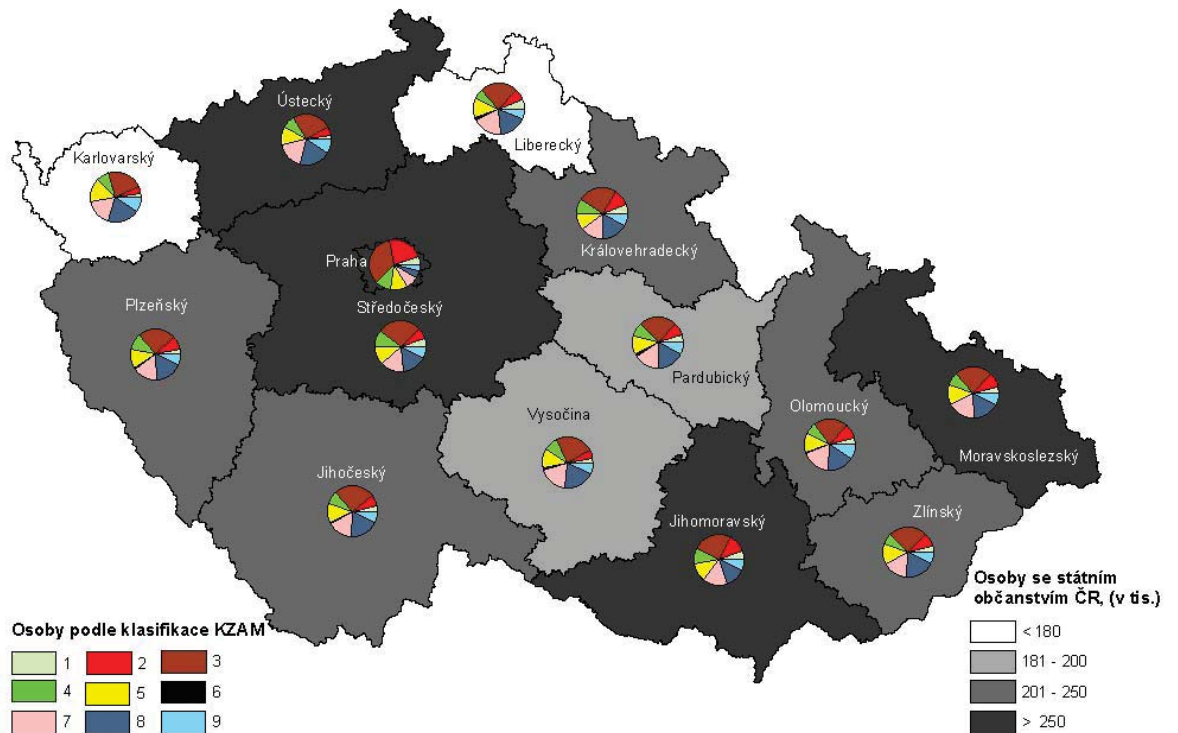 Ústecký
Liberecký
Karlovarský
Královehradecký
Praha
Plzeňský
Středočeský
Pardubický
Vysočina
Olomoucký
Moravskoslezský
Jihočeský
Jihomoravský
Zlínský
Osoby podle klasifikace KZAM
1 2 3
4 5 6
7 8 9
Osoby se státním
občanstvím ČR, (v tis.)
< 180
181 - 200
201 - 250
> 250